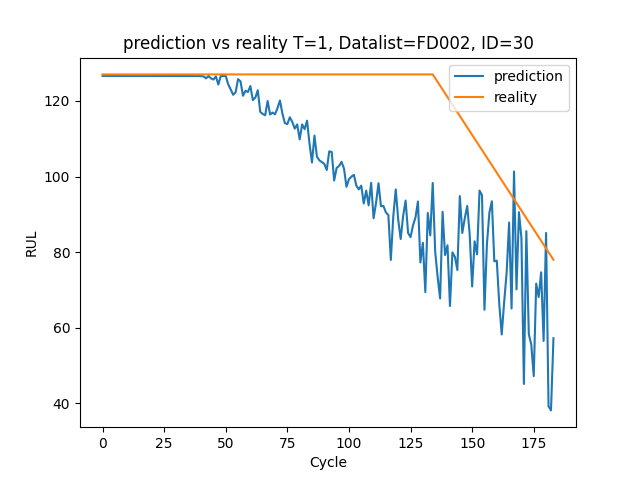 prediction vs reality T=1, Datalist=FD002, ID=30
prediction
reality
120
100
80
60
40
RUL
0 25 50 75 100 125 150 175
Cycle